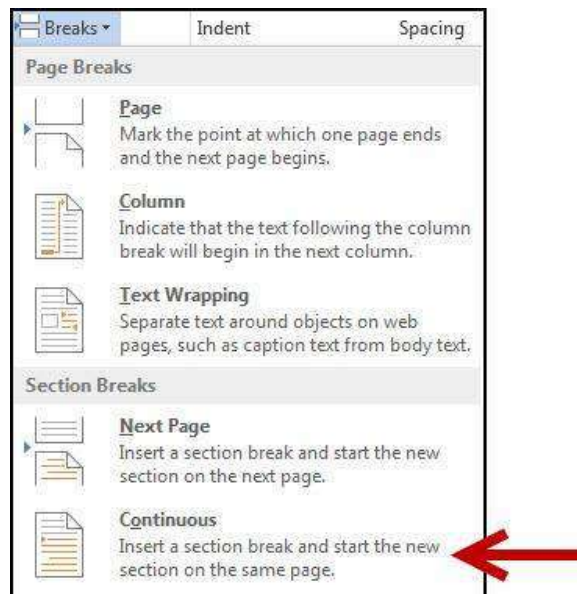 Breaks Indent Spacing
Page Breaks
Page
Mark the point at which one page ends
and the next page begins.
Column
Indicate that the text following the column
break will begin in the next column.
Text Wrapping
Separate text around objects on web
pages, such as caption text from body text.
Section Breaks
Next Page
Insert a section break and start the new
section on the next page.
Continuous
Insert a section break and start the new
section on the same page.